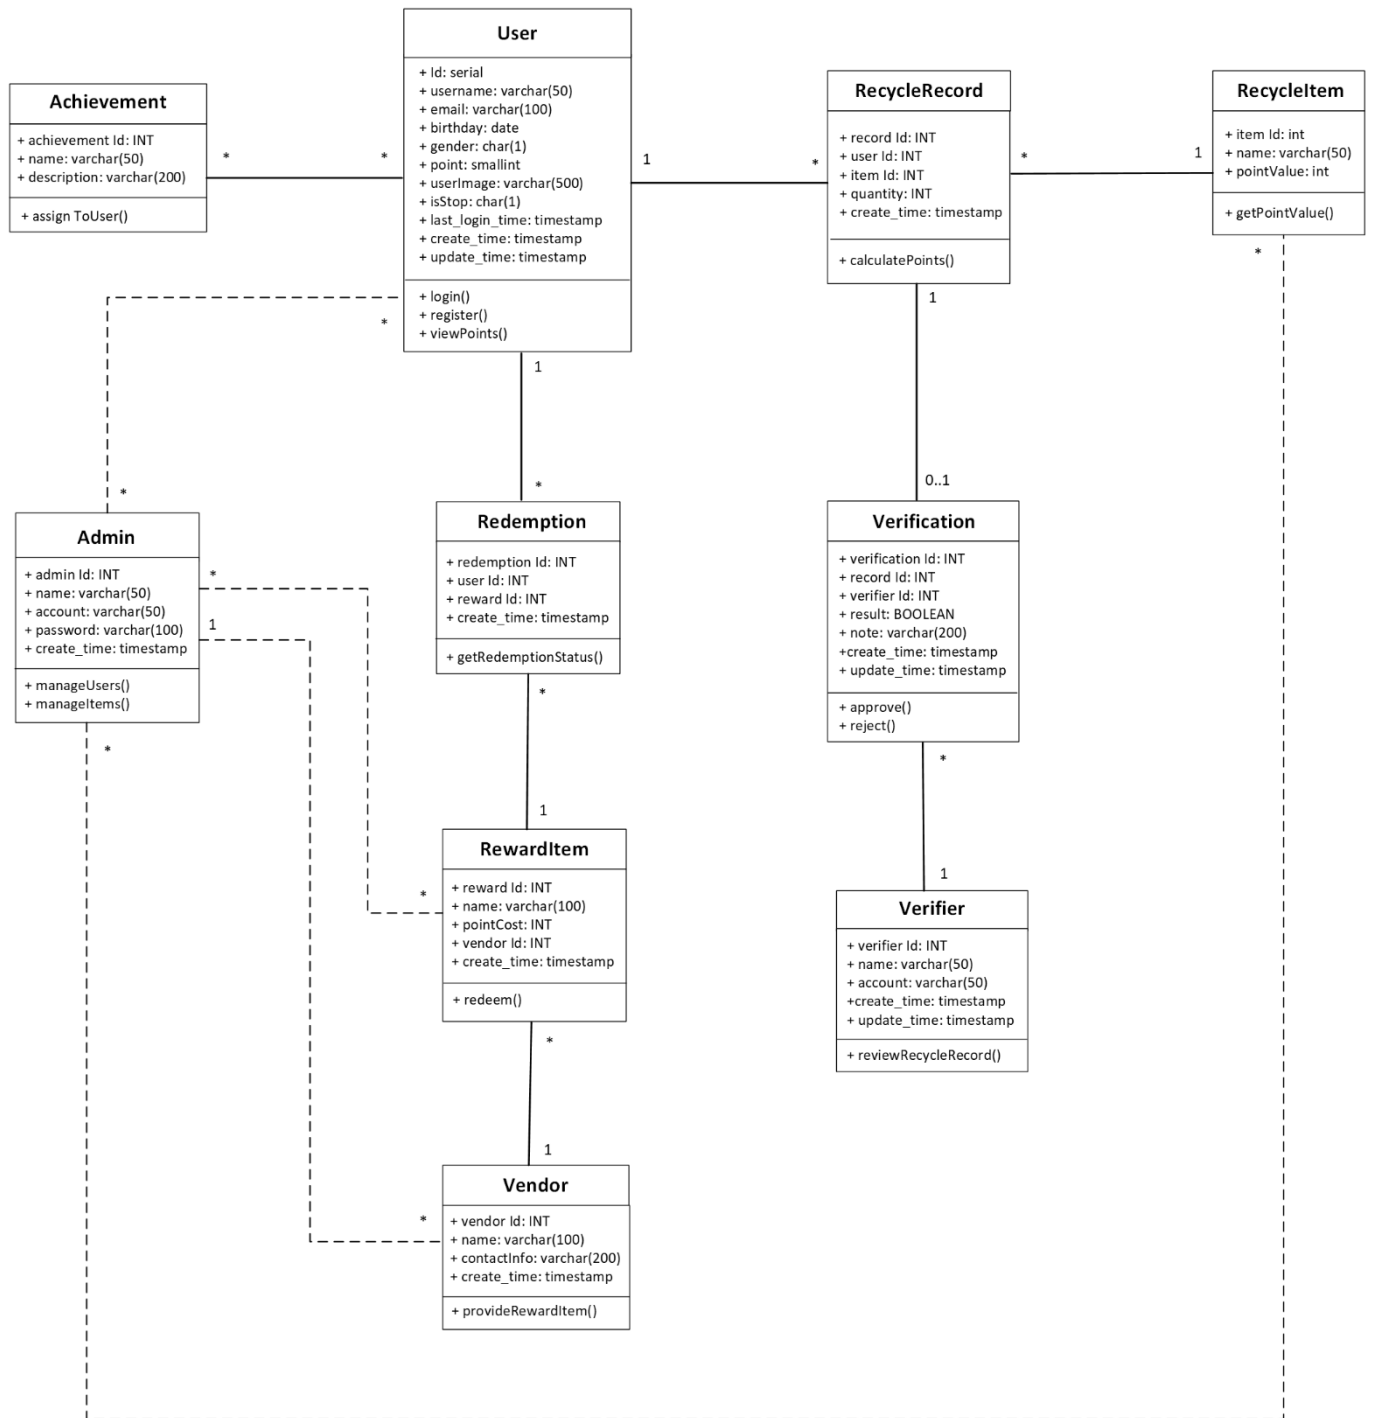 User
+ Id: serial
+ username: varchar(50)
+ email: varchar(100)
+ birthday: date
+ gender: char(1)
+ point: smallint
+ userImage: varchar(500)
+ isStop: char(1)
+ last_login_time: timestamp
+ create_time: timestamp
+ update_time: timestamp
+ login()
+ register()
+ viewPoints()
Achievement
+ achievement Id: INT
+ name: varchar(50)
+ description: varchar(200)
+ assign ToUser()
*
*
1
*
RecycleRecord
+ record Id: INT
+ user Id: INT
+ item Id: INT
+ quantity: INT
+ create_time: timestamp
+ calculatePoints()
*
1
RecycleItem
+ item Id: int
+ name: varchar(50)
+ pointValue: int
+ getPointValue()
*
*
*
1
*
1
0..1
Admin
+ admin Id: INT
+ name: varchar(50)
+ account: varchar(50)
+ password: varchar(100)
+ create_time: timestamp
+ manageUsers()
+ manageItems()
*
1
*
Redemption
+ redemption Id: INT
+ user Id: INT
+ reward Id: INT
+ create_time: timestamp
+ getRedemptionStatus()
*
1
Verification
+ verification Id: INT
+ record Id: INT
+ verifier Id: INT
+ result: BOOLEAN
+ note: varchar(200)
+create_time: timestamp
+ update_time: timestamp
+ approve()
+ reject()
*
1
*
RewardItem
+ reward Id: INT
+ name: varchar(100)
+ pointCost: INT
+ vendor Id: INT
+ create_time: timestamp
+ redeem()
*
1
Verifier
+ verifier Id: INT
+ name: varchar(50)
+ account: varchar(50)
+create_time: timestamp
+ update_time: timestamp
+ reviewRecycleRecord()
*
Vendor
+ vendor Id: INT
+ name: varchar(100)
+ contactInfo: varchar(200)
+ create_time: timestamp
+ provideRewardItem()